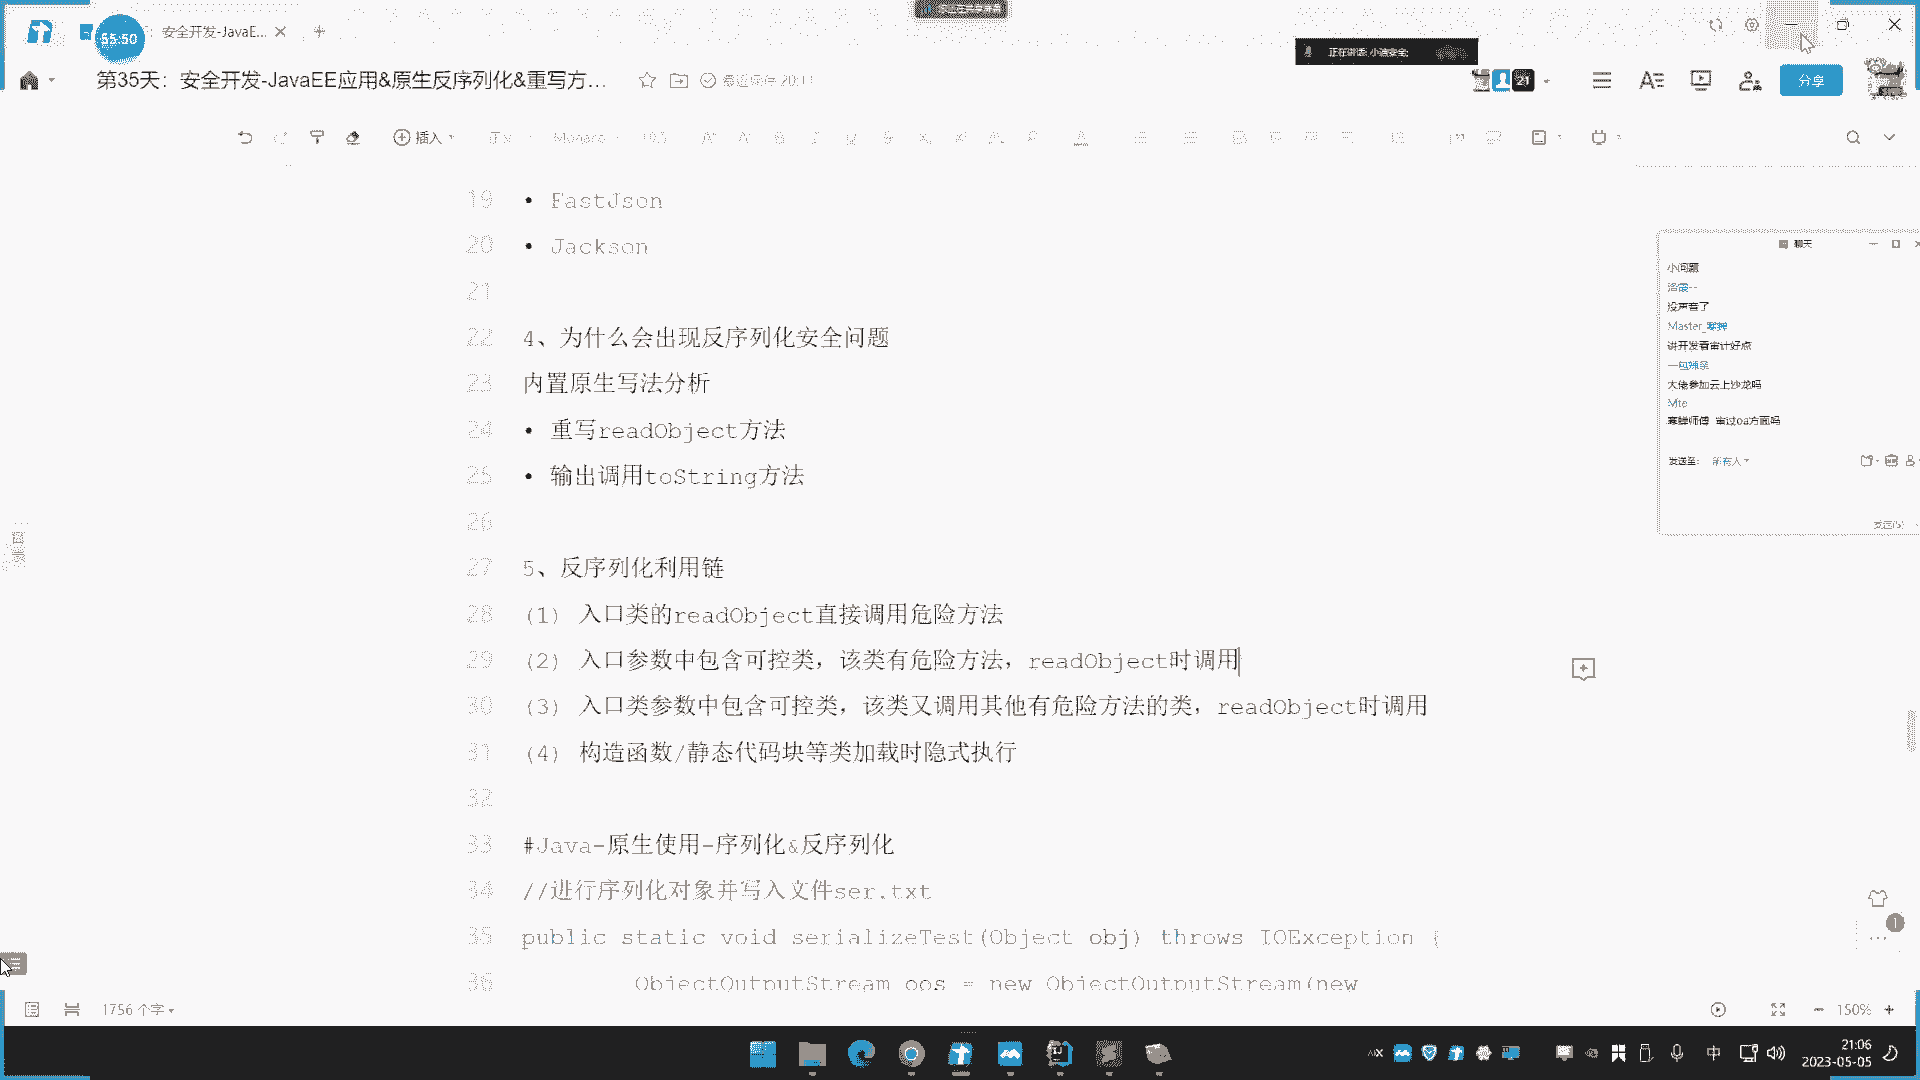 55:50
安全开发-JavaE...
第35天：安全开发-JavaEE应用&原生反序列化&重写方...
最近保存 20:11
21
分享
插入
正文
Monaco
19 • FastJson
20 • Jackson
21
22 4、为什么会出现反序列化安全问题
23 内置原生写法分析
24 • 重写readObject方法
25 • 输出调用toString方法
26
27 5、反序列化利用链
28 (1) 入口类的readObject直接调用危险方法
29 (2) 入口参数中包含可控类，该类有危险方法，readObject时调用
30 (3) 入口类参数中包含可控类，该类又调用其他有危险方法的类，readObject时调用
31 (4) 构造函数/静态代码块等类加载时隐式执行
32
33 #Java-原生使用-序列化&反序列化
34 //进行序列化对象并写入文件ser.txt
35 public static void serializeTest(Object obj) throws IOException {
36 ObjectOutputStream oos = new ObjectOutputStream(new
聊天
小问题
没声音了
讲开发看审计好点
大佬参加云上沙龙吗
Mte
寒蝉师傅 审过oa方面吗
发送至： 所有人
1756 个字
150%
中
21:06
2023-05-05